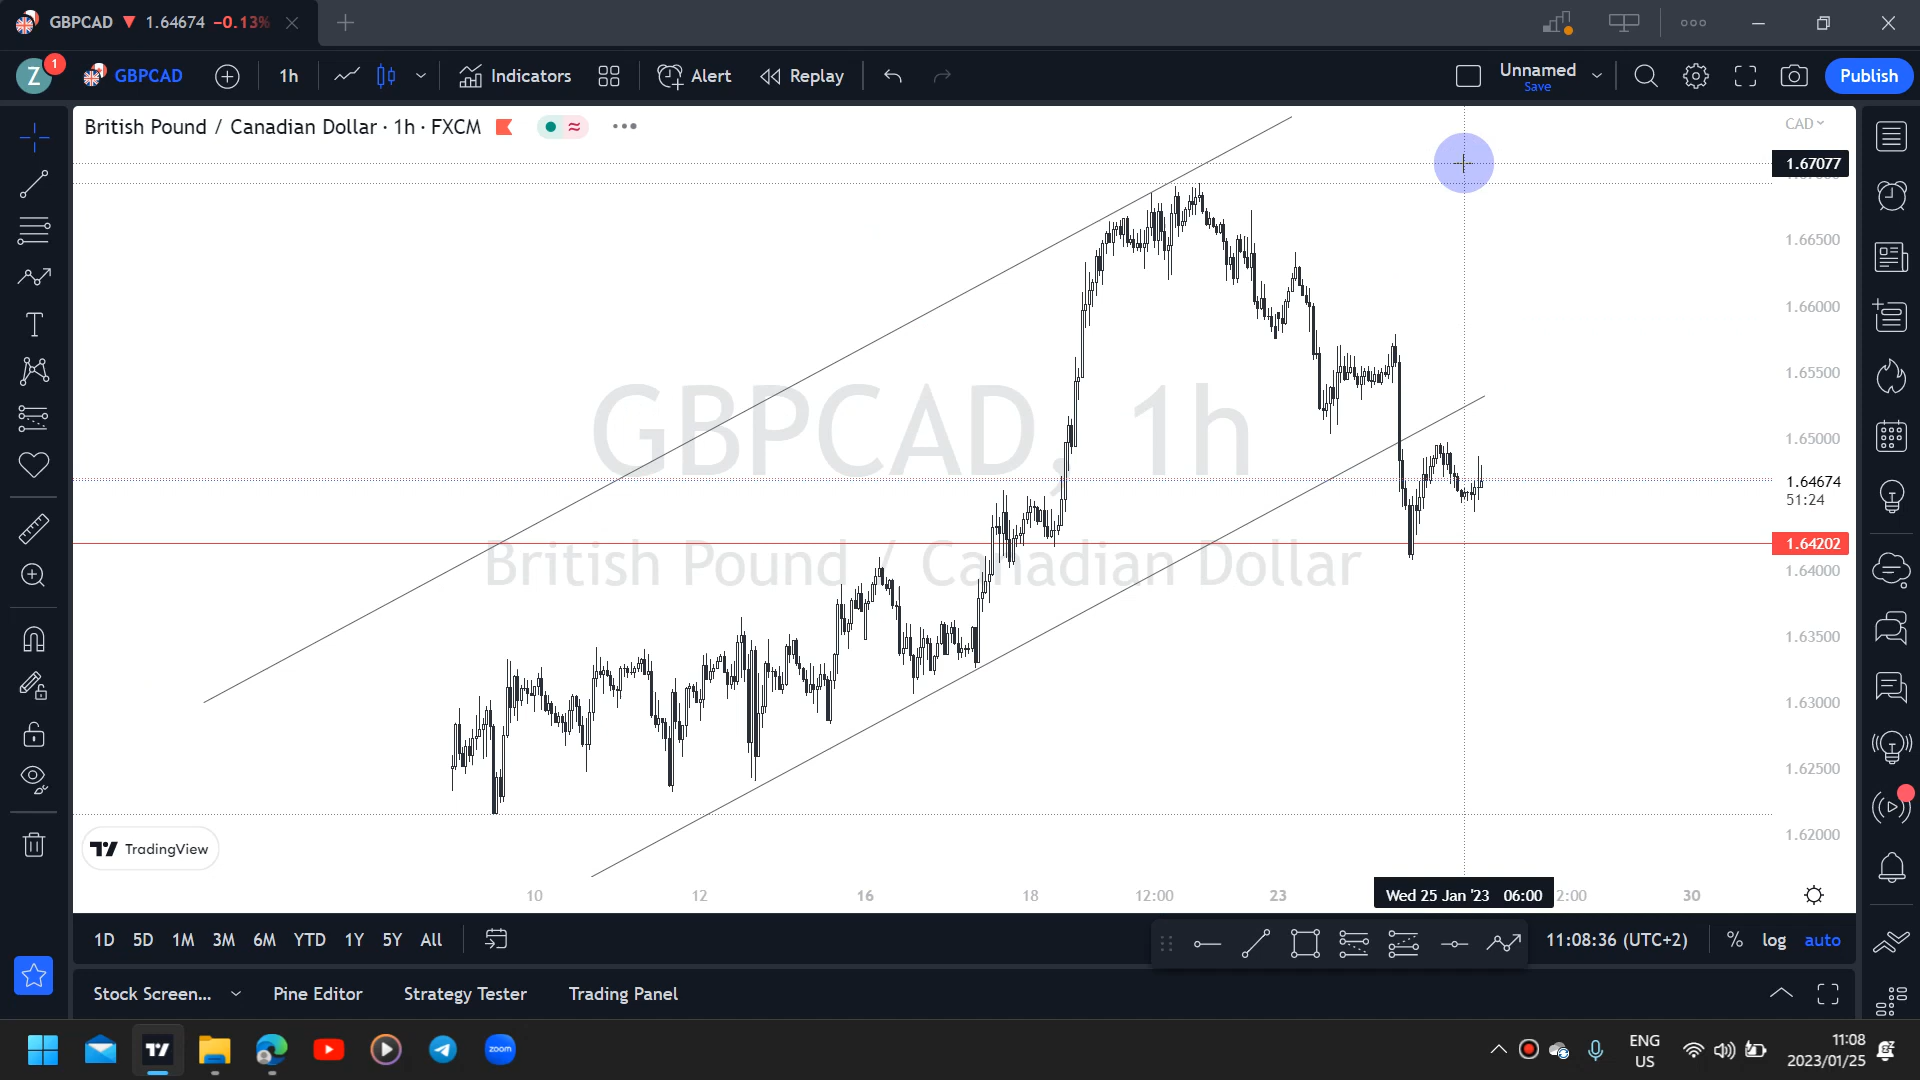 GBPCAD ▼ 1.64674 −0.13%
Z 1 GBPCAD 1h Indicators Alert Replay Unnamed Save Publish
British Pound / Canadian Dollar · 1h · FXCM
CAD
1.67077
1.66500
1.66000
1.65500
1.65000
1.64674
51:24
1.64202
1.64000
1.63500
1.63000
1.62500
1.62000
GBPCAD, 1h
British Pound / Canadian Dollar
TradingView
10 12 16 18 12:00 23 Wed 25 Jan '23 06:00 2:00 30
1D 5D 1M 3M 6M YTD 1Y 5Y All 11:08:36 (UTC+2) % log auto
Stock Screen... Pine Editor Strategy Tester Trading Panel
zoom
ENG
US
11:08
2023/01/25